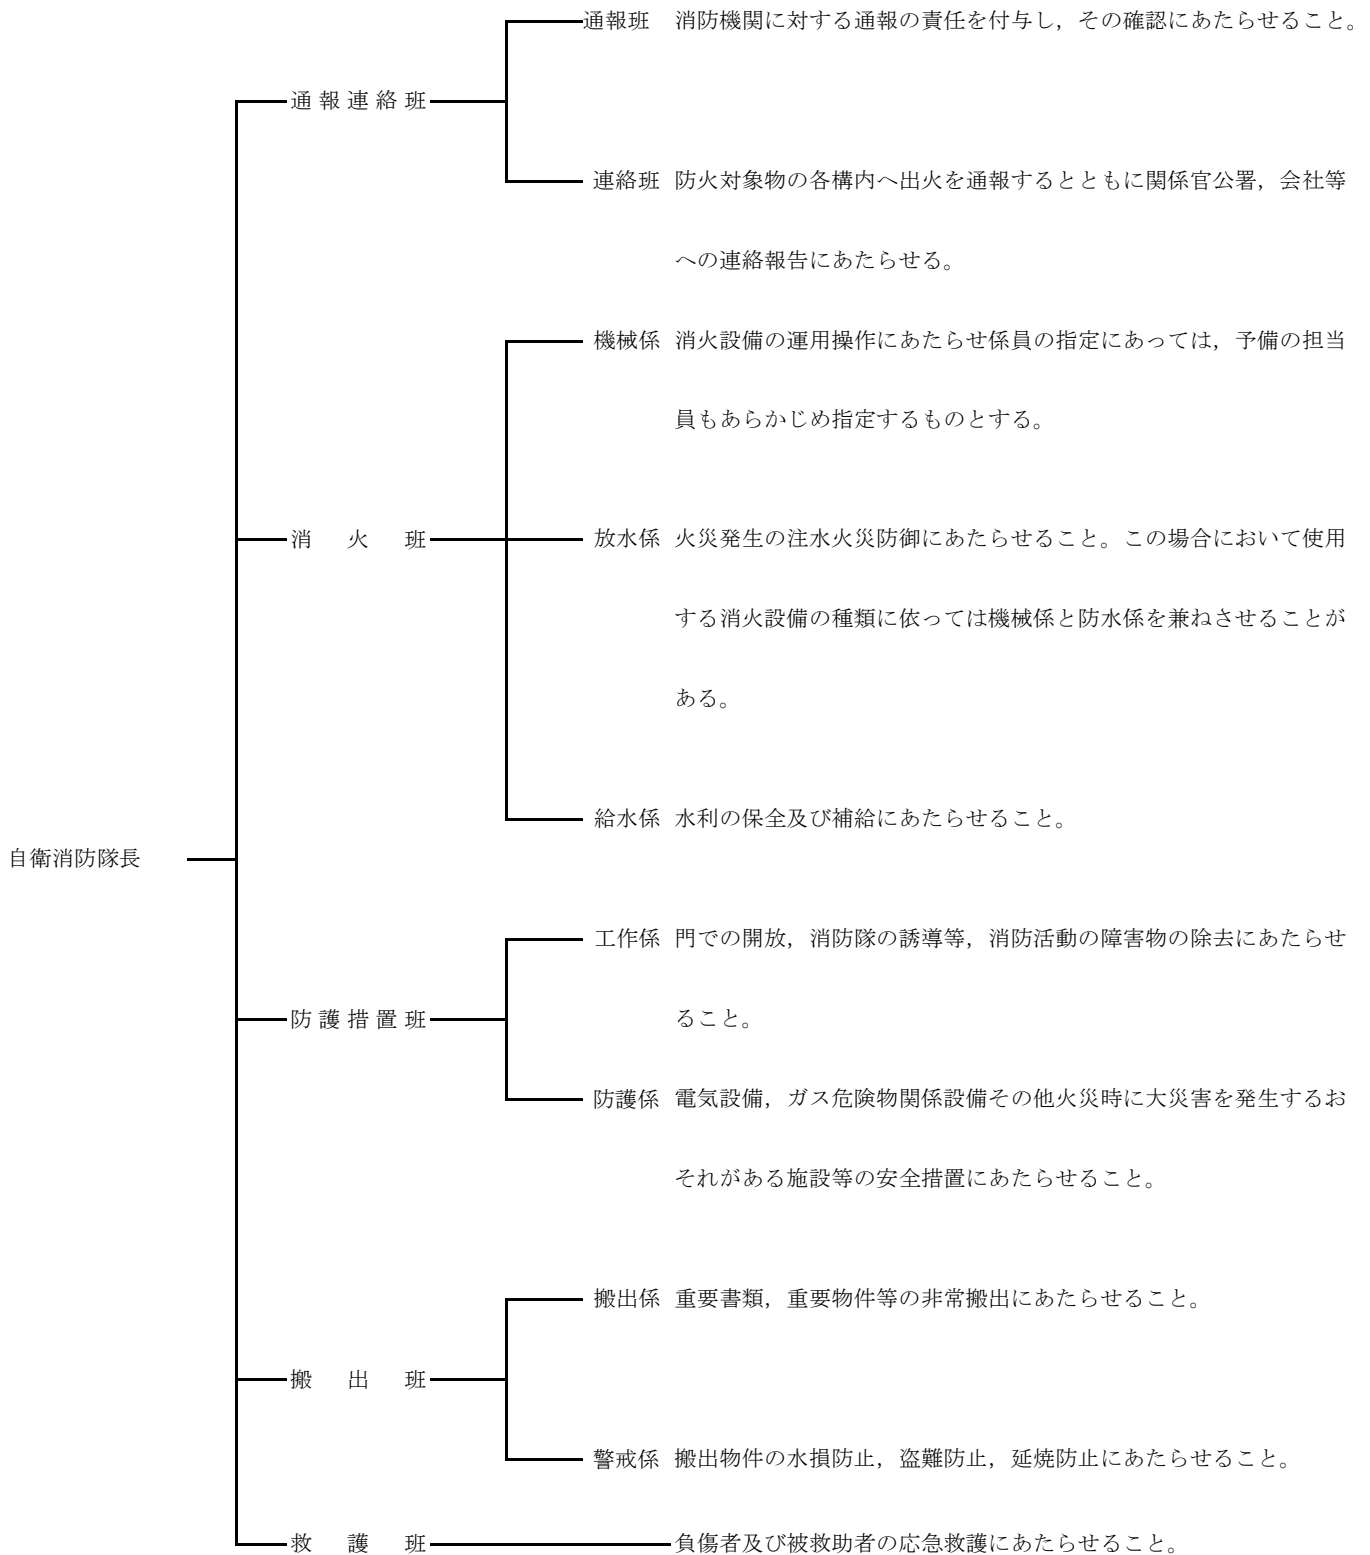 通報班 消防機関に対する通報の責任を付与し，その確認にあたらせること。
通報連絡班
連絡班 防火対象物の各構内へ出火を通報するとともに関係官公署，会社等
への連絡報告にあたらせる。
機械係 消火設備の運用操作にあたらせ係員の指定にあっては，予備の担当
員もあらかじめ指定するものとする。
消火班
放水係 火災発生の注水火災防御にあたらせること。この場合において使用
する消火設備の種類に依っては機械係と防水係を兼ねさせることが
ある。
給水係 水利の保全及び補給にあたらせること。
自衛消防隊長
工作係 門での開放，消防隊の誘導等，消防活動の障害物の除去にあたらせ
ること。
防護措置班
防護係 電気設備，ガス危険物関係設備その他火災時に大災害を発生するお
それがある施設等の安全措置にあたらせること。
搬出係 重要書類，重要物件等の非常搬出にあたらせること。
搬出班
警戒係 搬出物件の水損防止，盗難防止，延焼防止にあたらせること。
救護班 負傷者及び被救助者の応急救護にあたらせること。